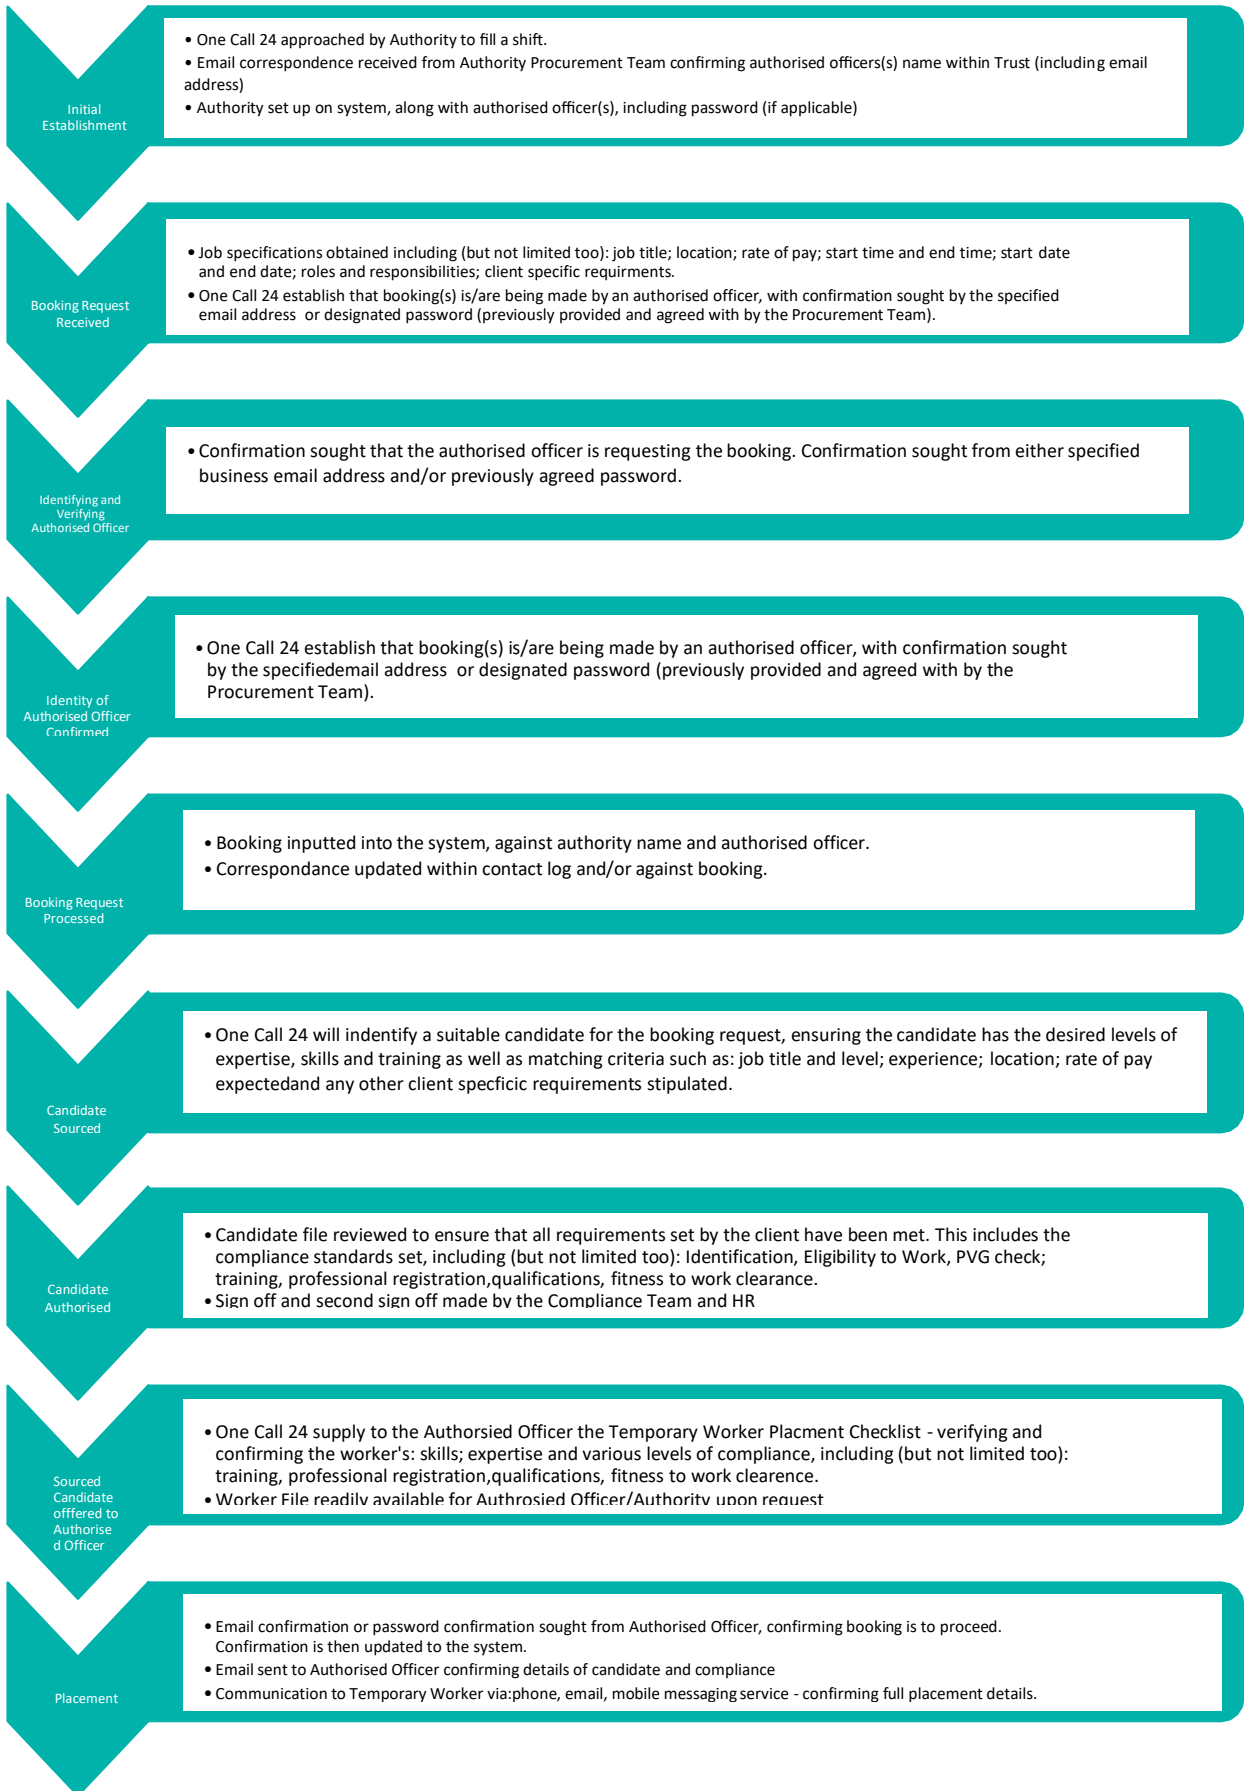 Initial
Establishment
• One Call 24 approached by Authority to fill a shift.
• Email correspondence received from Authority Procurement Team confirming authorised officers(s) name within Trust (including email
address)
• Authority set up on system, along with authorised officer(s), including password (if applicable)
Booking Request
Received
• Job specifications obtained including (but not limited too): job title; location; rate of pay; start time and end time; start date
and end date; roles and responsibilities; client specific requirments.
• One Call 24 establish that booking(s) is/are being made by an authorised officer, with confirmation sought by the specified
email address or designated password (previously provided and agreed with by the Procurement Team).
Identifying and
Verifying
Authorised Officer
• Confirmation sought that the authorised officer is requesting the booking. Confirmation sought from either specified
business email address and/or previously agreed password.
Identity of
Authorised Officer
Confirmed
• One Call 24 establish that booking(s) is/are being made by an authorised officer, with confirmation sought
by the specifiedemail address or designated password (previously provided and agreed with by the
Procurement Team).
Booking Request
Processed
• Booking inputted into the system, against authority name and authorised officer.
• Correspondance updated within contact log and/or against booking.
Candidate
Sourced
• One Call 24 will indentify a suitable candidate for the booking request, ensuring the candidate has the desired levels of
expertise, skills and training as well as matching criteria such as: job title and level; experience; location; rate of pay
expectedand any other client specficic requirements stipulated.
Candidate
Authorised
• Candidate file reviewed to ensure that all requirements set by the client have been met. This includes the
compliance standards set, including (but not limited too): Identification, Eligibility to Work, PVG check;
training, professional registration,qualifications, fitness to work clearance.
• Sign off and second sign off made by the Compliance Team and HR
Sourced
Candidate
offfered to
Authorise
d Officer
• One Call 24 supply to the Authorsied Officer the Temporary Worker Placment Checklist - verifying and
confirming the worker's: skills; expertise and various levels of compliance, including (but not limited too):
training, professional registration,qualifications, fitness to work clearence.
• Worker File readily available for Authrosied Officer/Authority upon request
Placement
• Email confirmation or password confirmation sought from Authorised Officer, confirming booking is to proceed.
Confirmation is then updated to the system.
• Email sent to Authorised Officer confirming details of candidate and compliance
• Communication to Temporary Worker via:phone, email, mobile messaging service - confirming full placement details.